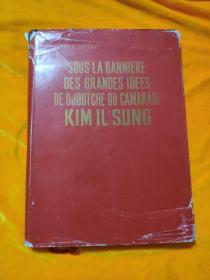 SOUS LA BANNIERE
DES GRANDES IDEES
DE DJOUTCHE DU CAMARADE
KIM IL SUNG